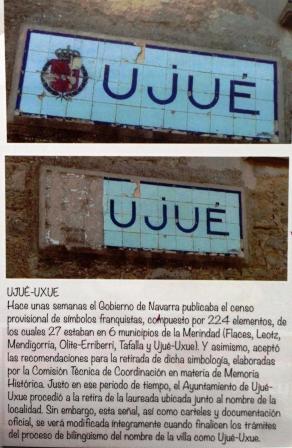 UJUÉ
UJUÉ
UJUÉ-UXUE
Hace unas semanas el Gobierno de Navarra publicaba el censo
provisional de símbolos franquistas, compuesto por 224 elementos, de
los cuales 27 estaban en 6 municipios de la Merindad (Flaces, Leotz,
Mendigorría, Olite-Erriberri, Tafalla y Ujué-Uxue). Y asimismo, aceptó
las recomendaciones para la retirada de dicha simbología, elaboradas
por la Comisión Técnica de Coordinación en materia de Memoria
Histórica. Justo en ese período de tiempo, el Ayuntamiento de Ujué-
Uxue procedió a la retira de la laureada ubicada junto al nombre de la
localidad. Sin embargo, esta señal, así como carteles y documentación
oficial, se verá modificada íntegramente cuando finalicen los trámites
del proceso de bilingüismo del nombre de la villa como Ujué-Uxue.